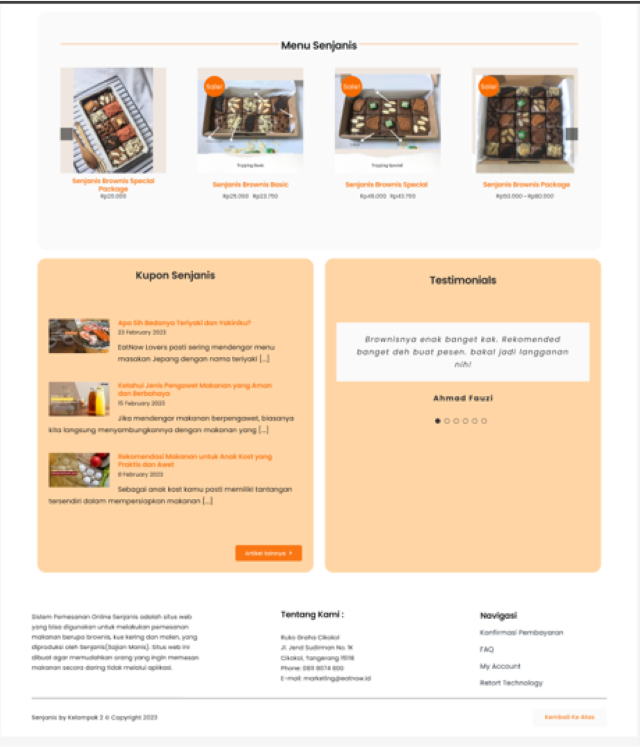 Menu Senjanis
Sale!
Sale!
Sale!
Topping Basic
Topping Special
Senjanis Brownis Special
Package
Rp25.000
Senjanis Brownis Basic
Rp25.000 Rp23.750
Senjanis Brownis Special
Rp45.000 Rp43.750
Senjanis Brownis Package
Rp50.000 – Rp80.000
Kupon Senjanis
Apa Sih Bedanya Teriyaki dan Yakiniku?
23 February 2023
EatNow Lovers pasti sering mendengar menu
masakan Jepang dengan nama teriyaki [...]
Ketahui Jenis Pengawet Makanan yang Aman
dan Berbahaya
15 February 2023
Jika mendengar makanan berpengawet, biasanya
kita langsung menyambungkannya dengan makanan yang [...]
Rekomendasi Makanan untuk Anak Kost yang
Praktis dan Awet
8 February 2023
Sebagai anak kost kamu pasti memiliki tantangan
tersendiri dalam mempersiapkan makanan [...]
Artikel lainnya >
Testimonials
Brownisnya enak banget kak. Rekomended
banget deh buat pesen, bakal jadi langganan
nih!
Ahmad Fauzi
Sistem Pemesanan Online Senjanis adalah situs web
yang bisa digunakan untuk melakukan pemesanan
makanan berupa brownis, kue kering dan molen, yang
diproduksi oleh Senjanis(Sajian Manis). Situs web ini
dibuat agar memudahkan orang yang ingin memesan
makanan secara daring tidak melalui aplikasi.
Tentang Kami :
Ruko Graha Cikokol
Jl. Jend Sudirman No. 1K
Cikokol, Tangerang 15118
Phone: 0811 8074 800
E-mail: marketing@eatnow.id
Navigasi
Konfirmasi Pembayaran
FAQ
My Account
Retort Technology
Senjanis by Kelompok 2 © Copyright 2023
Kembali Ke Atas